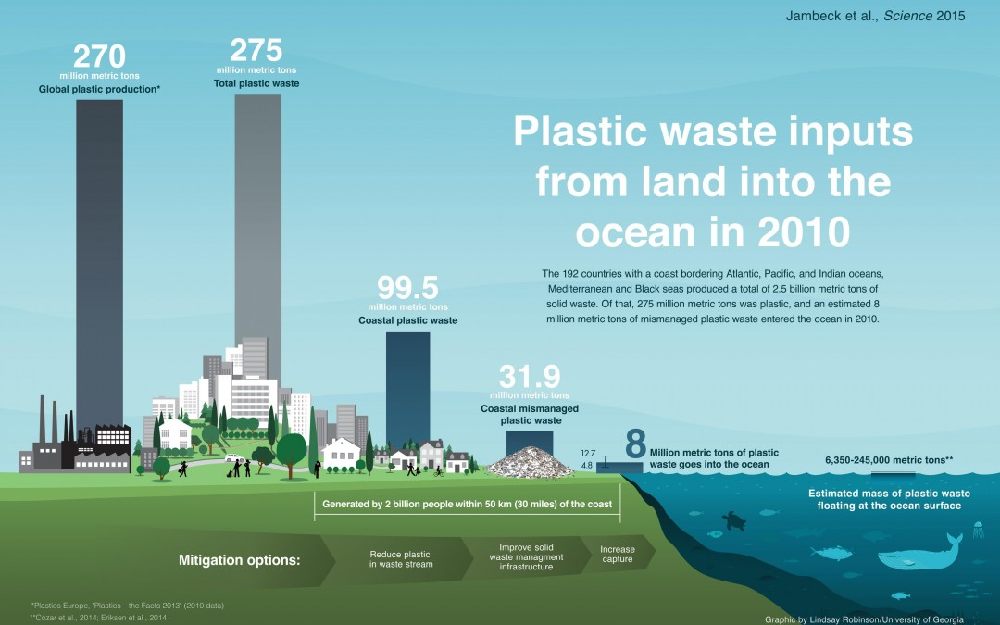 Jambeck et al., Science 2015
270
million metric tons
Global plastic production*
275
million metric tons
Total plastic waste
Plastic waste inputs
from land into the
ocean in 2010
The 192 countries with a coast bordering Atlantic, Pacific, and Indian oceans,
Mediterranean and Black seas produced a total of 2.5 billion metric tons of
solid waste. Of that, 275 million metric tons was plastic, and an estimated 8
million metric tons of mismanaged plastic waste entered the ocean in 2010.
99.5
million metric tons
Coastal plastic waste
31.9
million metric tons
Coastal mismanaged
plastic waste
12.7
4.8
8
Million metric tons of plastic
waste goes into the ocean
6,350-245,000 metric tons**
Estimated mass of plastic waste
floating at the ocean surface
Generated by 2 billion people within 50 km (30 miles) of the coast
Mitigation options:
Reduce plastic
in waste stream
Improve solid
waste managment
infrastructure
Increase
capture
*Plastics Europe, "Plastics—the Facts 2013" (2010 data)
**Cózar et al., 2014; Eriksen et al., 2014
Graphic by Lindsay Robinson/University of Georgia